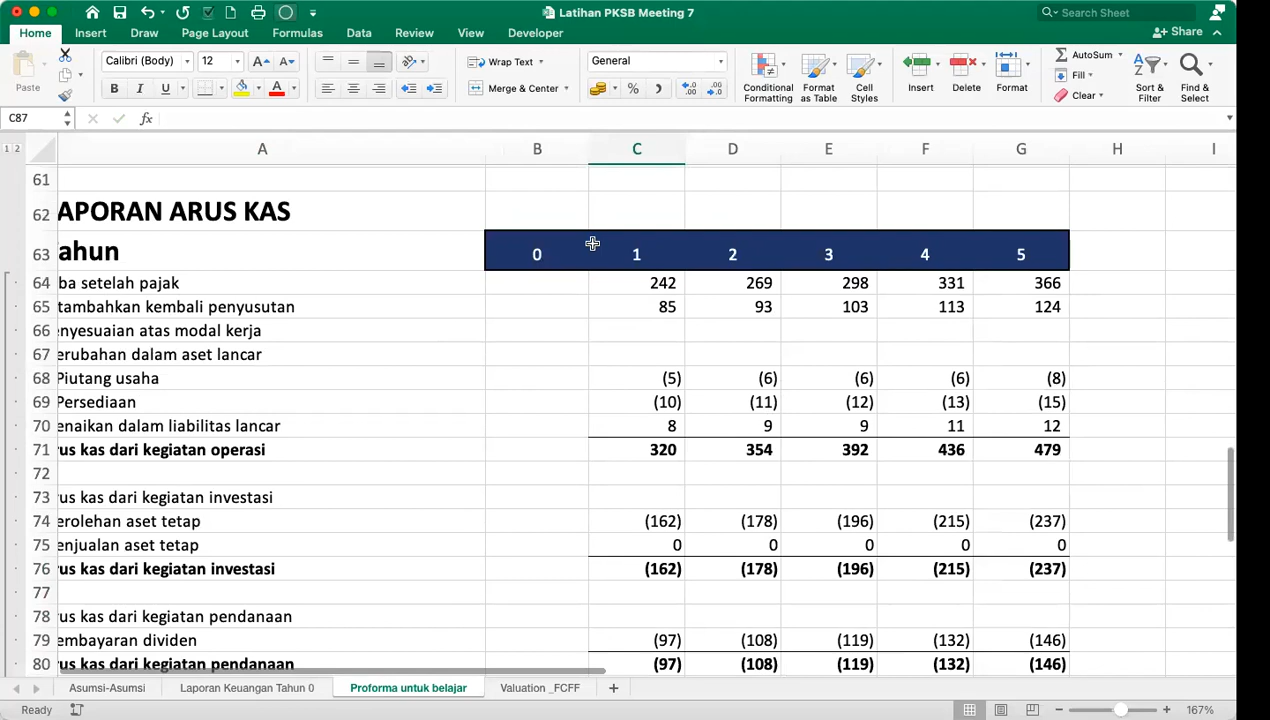 Latihan PKSB Meeting 7
Search Sheet
Home Insert Draw Page Layout Formulas Data Review View Developer
Share
Paste
Calibri (Body) 12
B I U
Wrap Text
Merge & Center
General
Conditional Formatting
Format as Table
Cell Styles
Insert Delete Format
AutoSum
Fill
Clear
Sort & Filter
Find & Select
C87 fx
1 2 A B C D E F G H I
61
62 APORAN ARUS KAS
63 ahun 0 1 2 3 4 5
64 ba setelah pajak 242 269 298 331 366
65 tambahkan kembali penyusutan 85 93 103 113 124
66 enyesuaian atas modal kerja
67 erubahan dalam aset lancar
68 Piutang usaha (5) (6) (6) (6) (8)
69 Persediaan (10) (11) (12) (13) (15)
70 enaikan dalam liabilitas lancar 8 9 9 11 12
71 rus kas dari kegiatan operasi 320 354 392 436 479
72
73 rus kas dari kegiatan investasi
74 erolehan aset tetap (162) (178) (196) (215) (237)
75 enjualan aset tetap 0 0 0 0 0
76 rus kas dari kegiatan investasi (162) (178) (196) (215) (237)
77
78 rus kas dari kegiatan pendanaan
79 embayaran dividen (97) (108) (119) (132) (146)
80 rus kas dari kegiatan pendanaan (97) (108) (119) (132) (146)
Asumsi-Asumsi Laporan Keuangan Tahun 0 Proforma untuk belajar Valuation _FCFF
Ready 167%